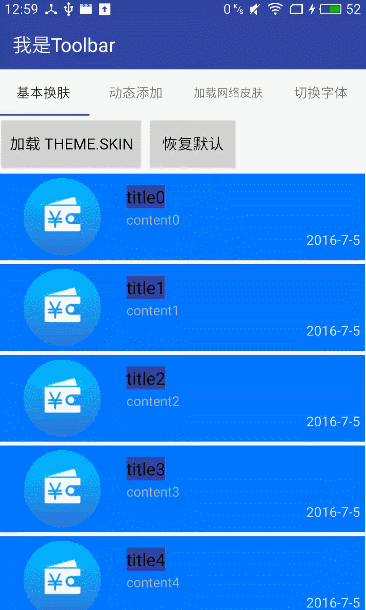 12:59 0 K/s 52
我是Toolbar
基本换肤 动态添加 加载网络皮肤 切换字体
加载 THEME.SKIN 恢复默认
title0
content0
2016-7-5
title1
content1
2016-7-5
title2
content2
2016-7-5
title3
content3
2016-7-5
title4
content4
2016-7-5